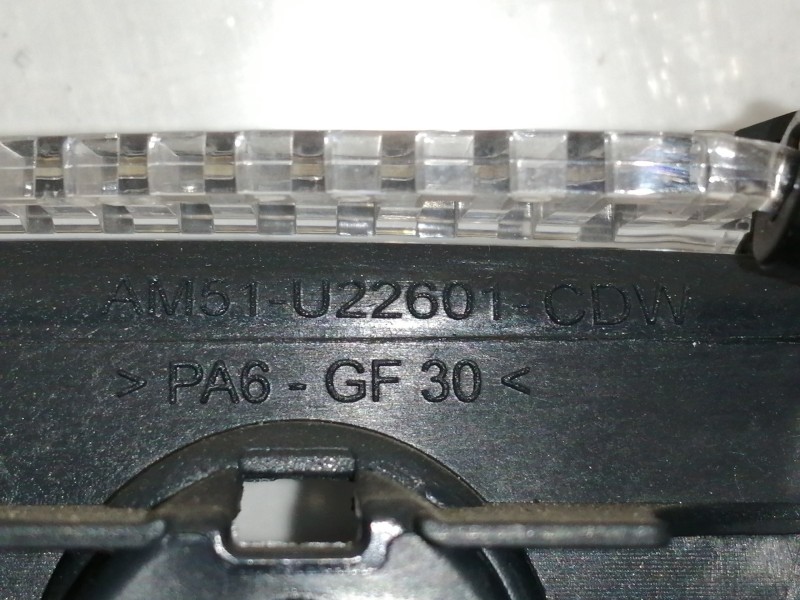 AM51-U22601-CDW
> PA6 - GF 30 <